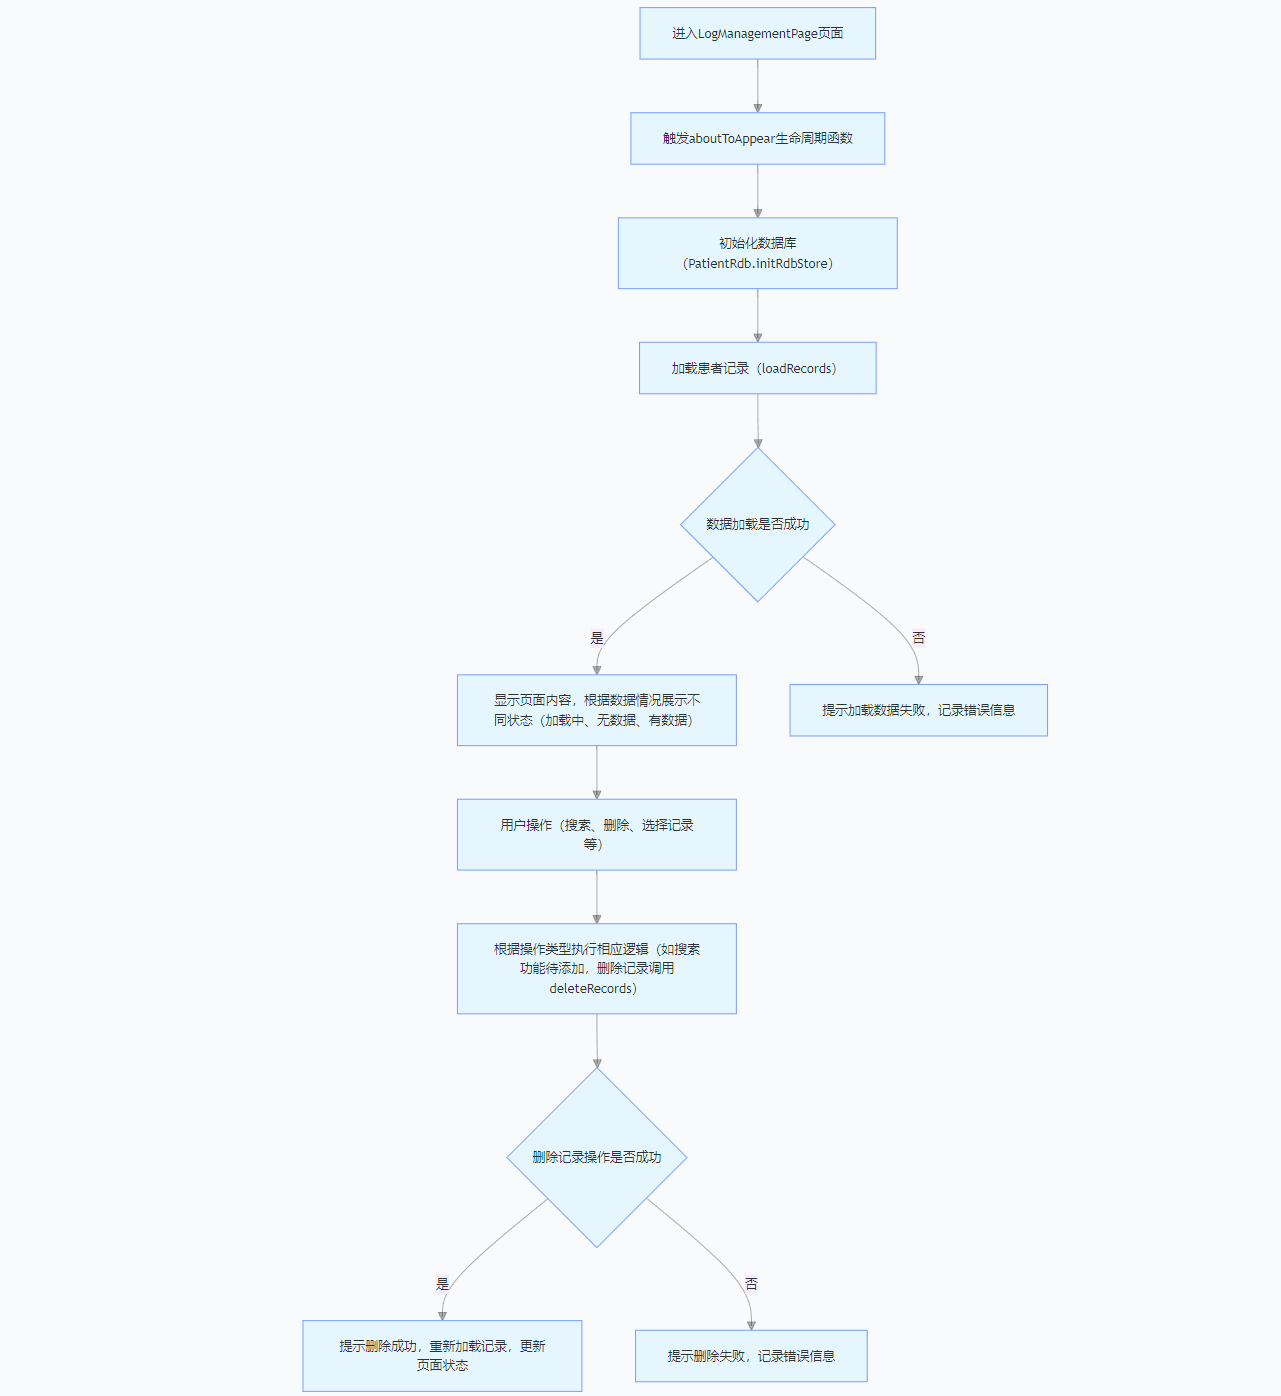 进入LogManagementPage页面
触发aboutToAppear生命周期函数
初始化数据库
（PatientRdb.initRdbStore）
加载患者记录（loadRecords）
数据加载是否成功
是
否
显示页面内容，根据数据情况展示不
同状态（加载中、无数据、有数据）
提示加载数据失败，记录错误信息
用户操作（搜索、删除、选择记录
等）
根据操作类型执行相应逻辑（如搜索
功能待添加，删除记录调用
deleteRecords）
删除记录操作是否成功
是
否
提示删除成功，重新加载记录，更新
页面状态
提示删除失败，记录错误信息